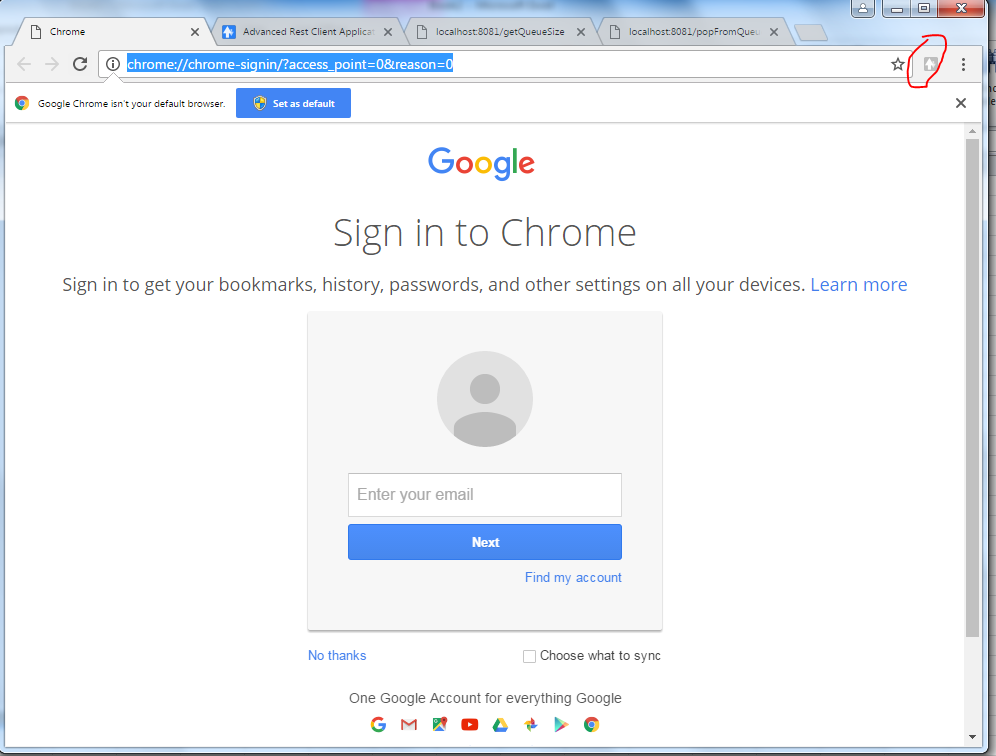 Chrome
Advanced Rest Client Applicat
localhost:8081/getQueueSize
localhost:8081/popFromQueu
chrome://chrome-signin/?access_point=0&reason=0
Google Chrome isn't your default browser.
Set as default
Google
Sign in to Chrome
Sign in to get your bookmarks, history, passwords, and other settings on all your devices. Learn more
Enter your email
Next
Find my account
No thanks
Choose what to sync
One Google Account for everything Google